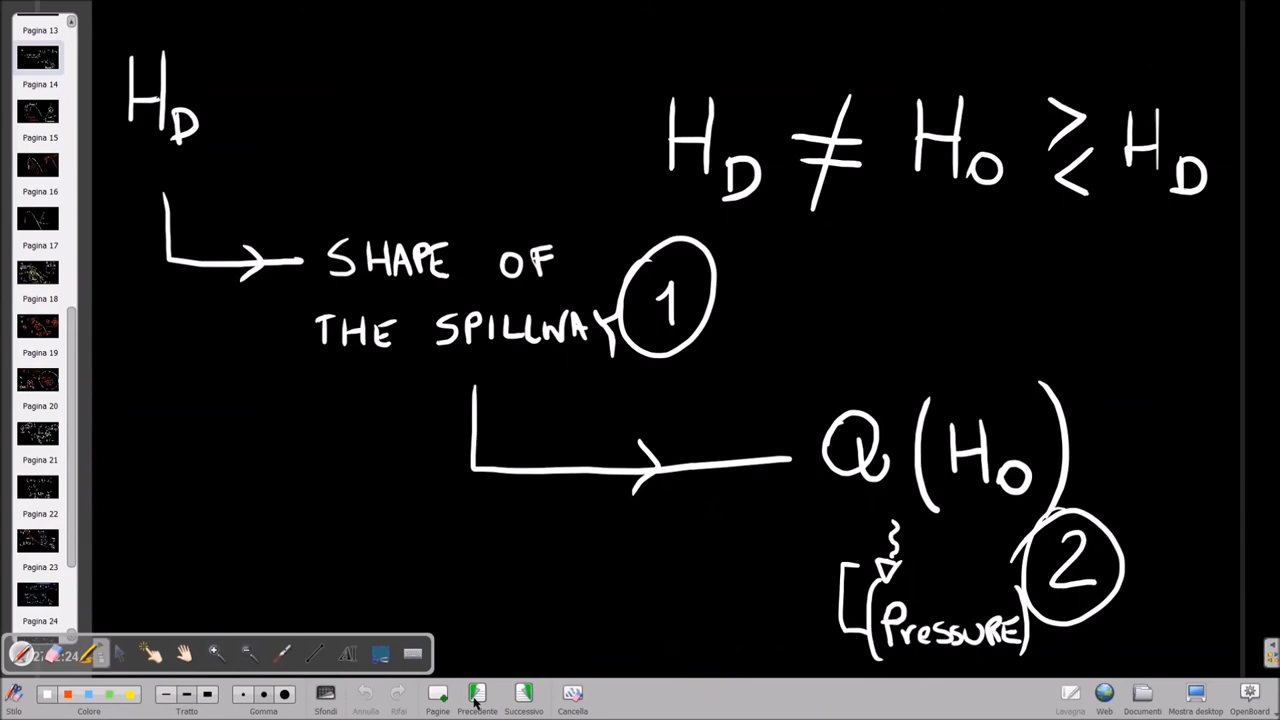 Pagina 13
Pagina 14
Pagina 15
Pagina 16
Pagina 17
Pagina 18
Pagina 19
Pagina 20
Pagina 21
Pagina 22
Pagina 23
Pagina 24
H_D
H_D ≠ H_0 ≷ H_D
SHAPE OF
THE SPILLWAY
1
Q(H_0)
2
(PreSSURE)
Stilo
Colore
Tratto
Gomma
Sfondi
Annulla
Rifai
Pagine
Precedente
Successivo
Cancella
Lavagna
Web
Documenti
Mostra desktop
OpenBoard